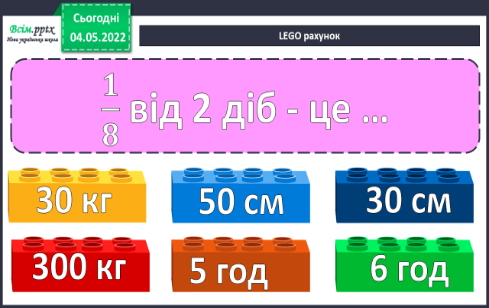 Всім.pptx
Нова українська школа
Сьогодні
04.05.2022
LEGO рахунок
1/8 від 2 діб - це ...
30 кг
50 см
30 см
300 кг
5 год
6 год